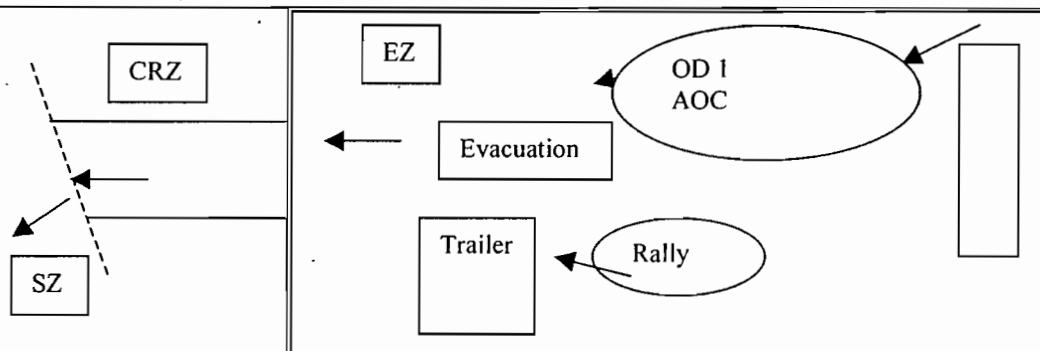 CRZ
EZ
OD 1
AOC
Evacuation
Trailer
Rally
SZ